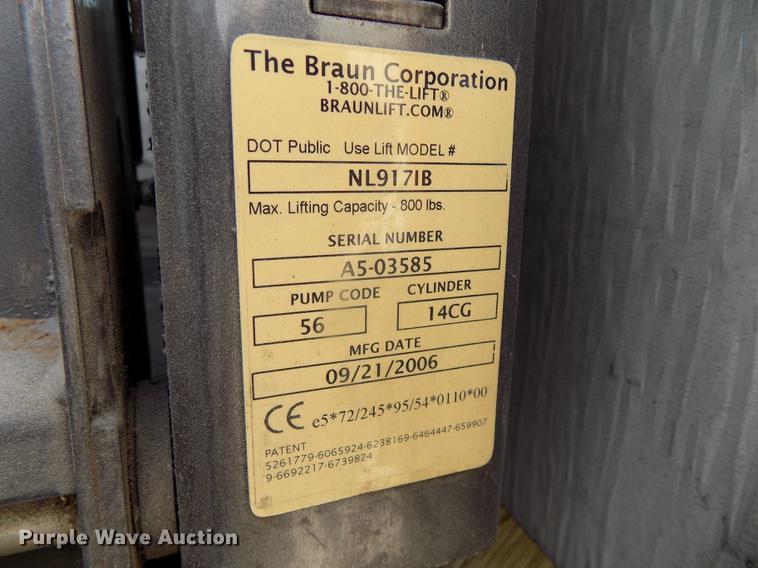 The Braun Corporation
1-800-THE-LIFT®
BRAUNLIFT.COM®
DOT Public Use Lift MODEL #
NL917IB
Max. Lifting Capacity - 800 lbs.
SERIAL NUMBER
A5-03585
PUMP CODE CYLINDER
56 14CG
MFG DATE
09/21/2006
CE e5*72/245*95/54*0110*00
PATENT
5261779-6065924-6238169-6464447-659907
9-6692217-6739824
Purple Wave Auction